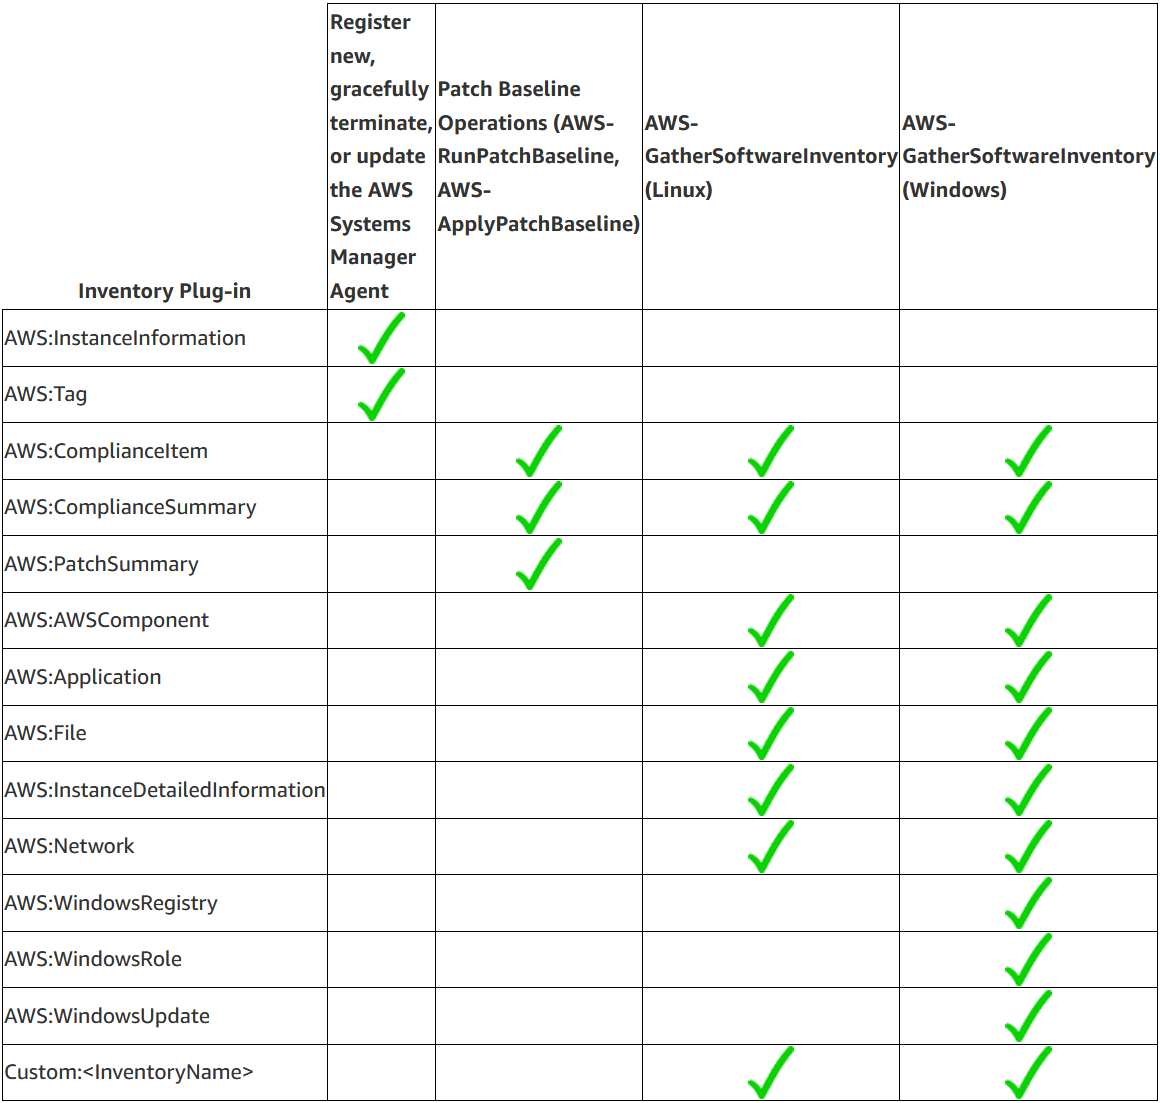 Inventory Plug-in
Register
new,
gracefully
terminate,
or update
the AWS
Systems
Manager
Agent
Patch Baseline
Operations (AWS-
RunPatchBaseline,
AWS-
ApplyPatchBaseline)
AWS-
GatherSoftwareInventory
(Linux)
AWS-
GatherSoftwareInventory
(Windows)
AWS:InstanceInformation
AWS:Tag
AWS:ComplianceItem
AWS:ComplianceSummary
AWS:PatchSummary
AWS:AWSComponent
AWS:Application
AWS:File
AWS:InstanceDetailedInformation
AWS:Network
AWS:WindowsRegistry
AWS:WindowsRole
AWS:WindowsUpdate
Custom:<InventoryName>